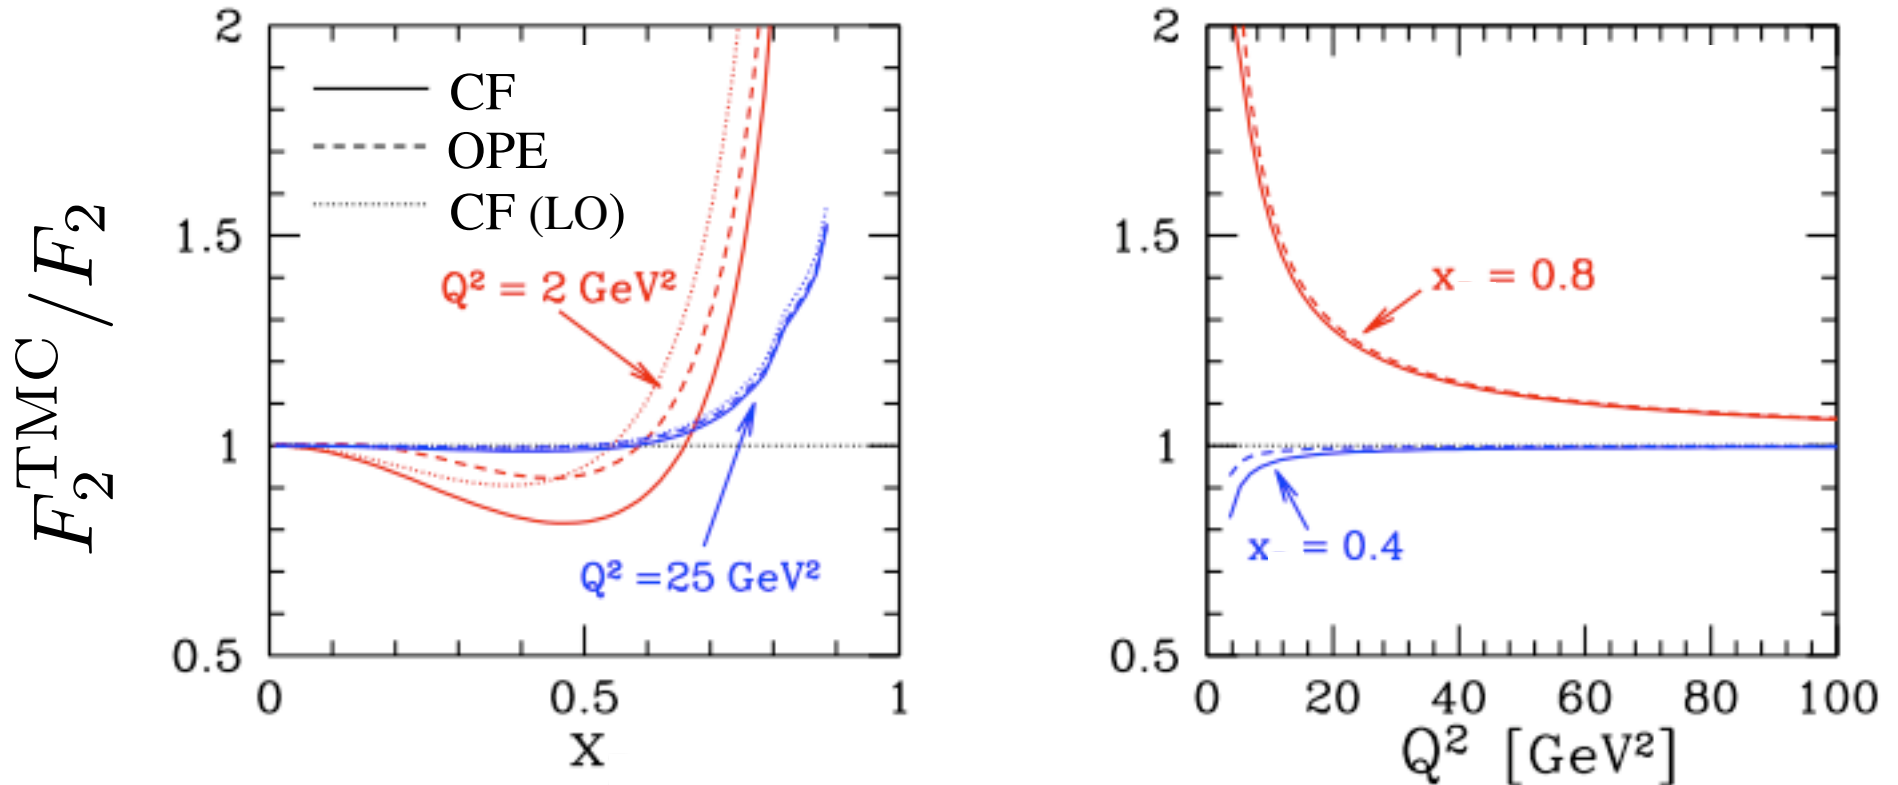 F₂ᵀᴹᶜ / F₂
2
1.5
1
0.5
0 0.5 1
x
CF
OPE
CF (LO)
Q² = 2 GeV²
Q² =25 GeV²
2
1.5
1
0.5
0 20 40 60 80 100
Q² [GeV²]
x = 0.8
x = 0.4